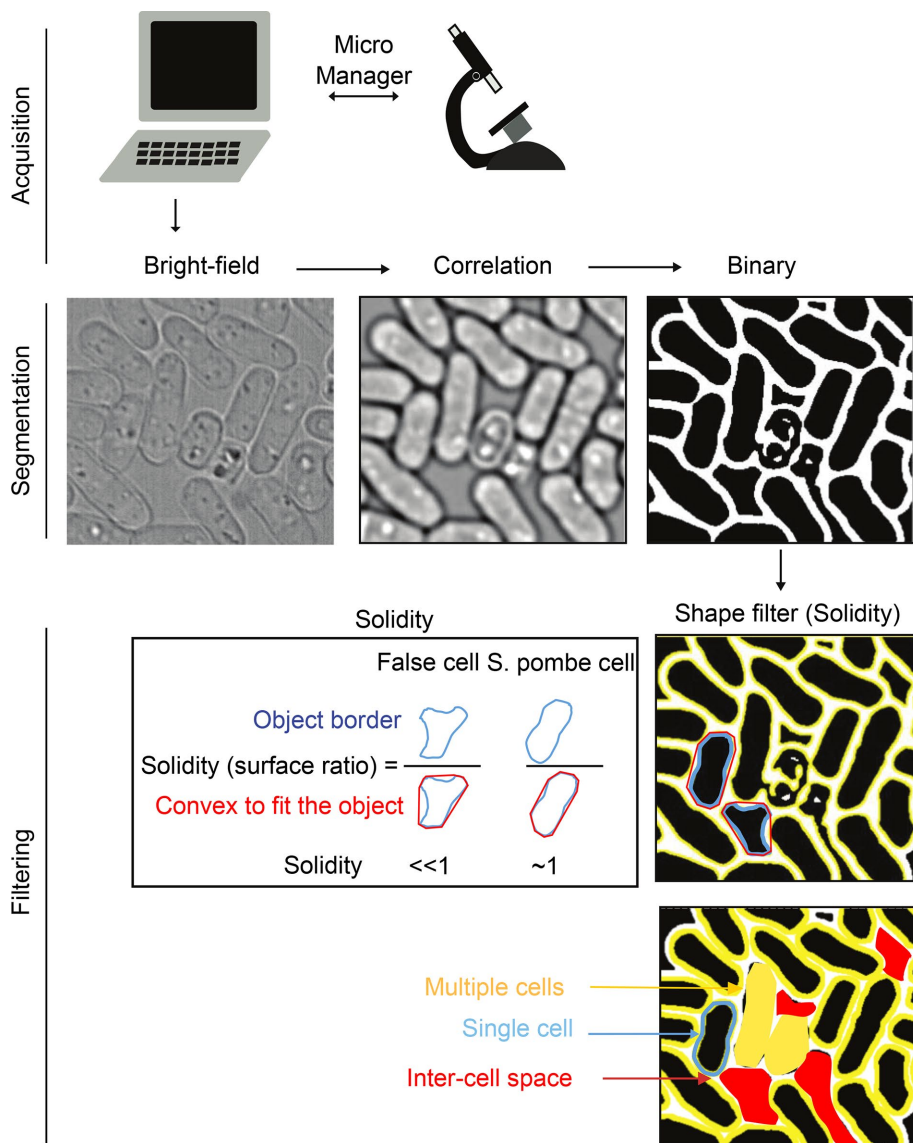 Acquisition
Micro
Manager
Segmentation
Bright-field
Correlation
Binary
Filtering
Shape filter (Solidity)
Solidity
False cell S. pombe cell
Object border
Solidity (surface ratio) =
Convex to fit the object
Solidity <<1 ~1
Multiple cells
Single cell
Inter-cell space